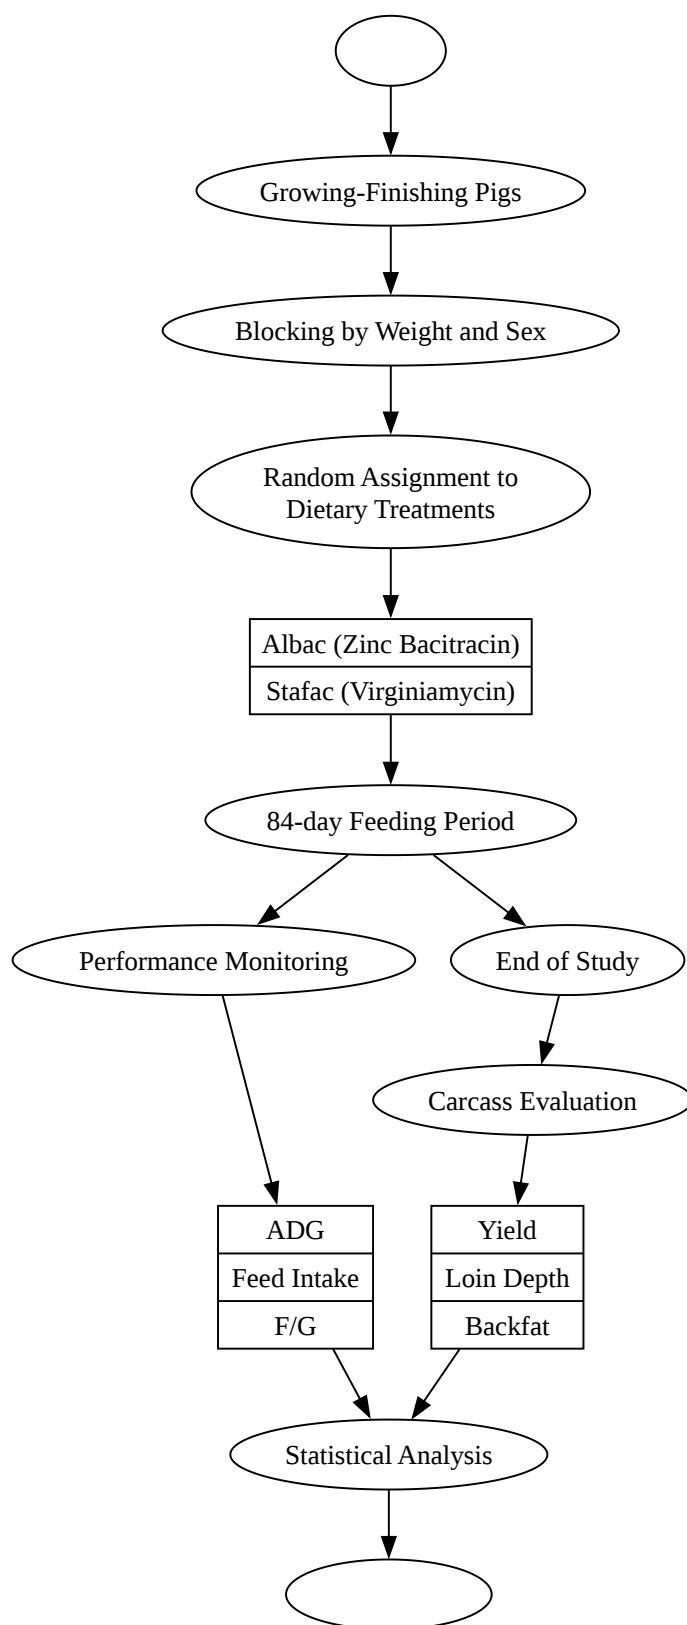 Growing-Finishing Pigs
Blocking by Weight and Sex
Random Assignment to
Dietary Treatments
Albac (Zinc Bacitracin)
Stafac (Virginiamycin)
84-day Feeding Period
Performance Monitoring
End of Study
Carcass Evaluation
ADG
Feed Intake
F/G
Yield
Loin Depth
Backfat
Statistical Analysis